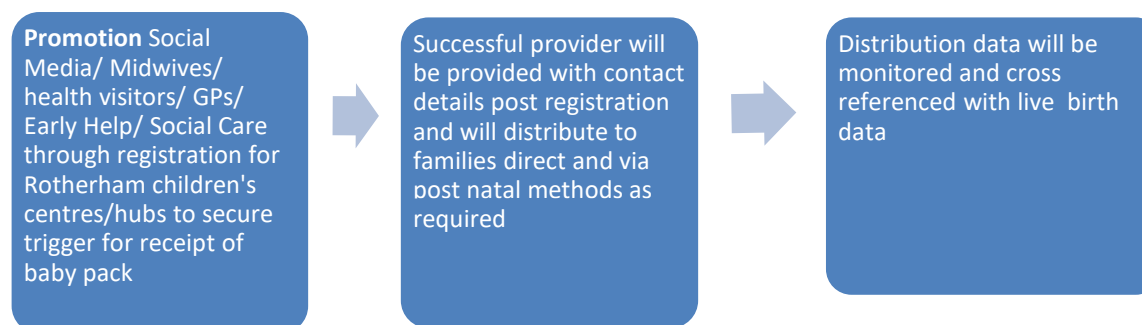 Promotion Social
Media/ Midwives/
health visitors/ GPs/
Early Help/ Social Care
through registration for
Rotherham children's
centres/hubs to secure
trigger for receipt of
baby pack
Successful provider will
be provided with contact
details post registration
and will distribute to
families direct and via
post natal methods as
required
Distribution data will be
monitored and cross
referenced with live birth
data